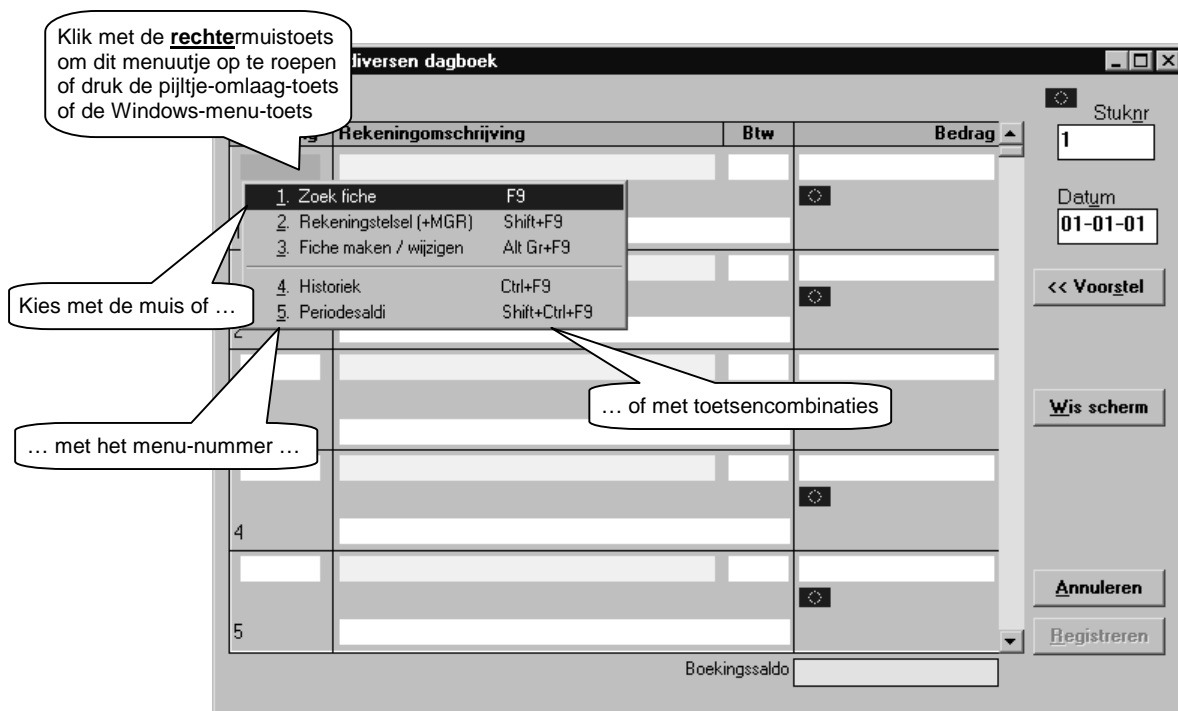 Klik met de rechtermuistoets
om dit menuutje op te roepen
of druk de pijltje-omlaag-toets
of de Windows-menu-toets
diversen dagboek
Stuknr
1
Rekeningomschrijving Btw Bedrag
1. Zoek fiche F9
2. Rekeningstelsel (+MGR) Shift+F9
3. Fiche maken / wijzigen Alt Gr+F9
4. Historiek Ctrl+F9
5. Periodesaldi Shift+Ctrl+F9
Datum
01-01-01
Kies met de muis of …
<< Voorstel
2
… of met toetsencombinaties
Wis scherm
… met het menu-nummer …
4
Annuleren
5
Registreren
Boekingssaldo